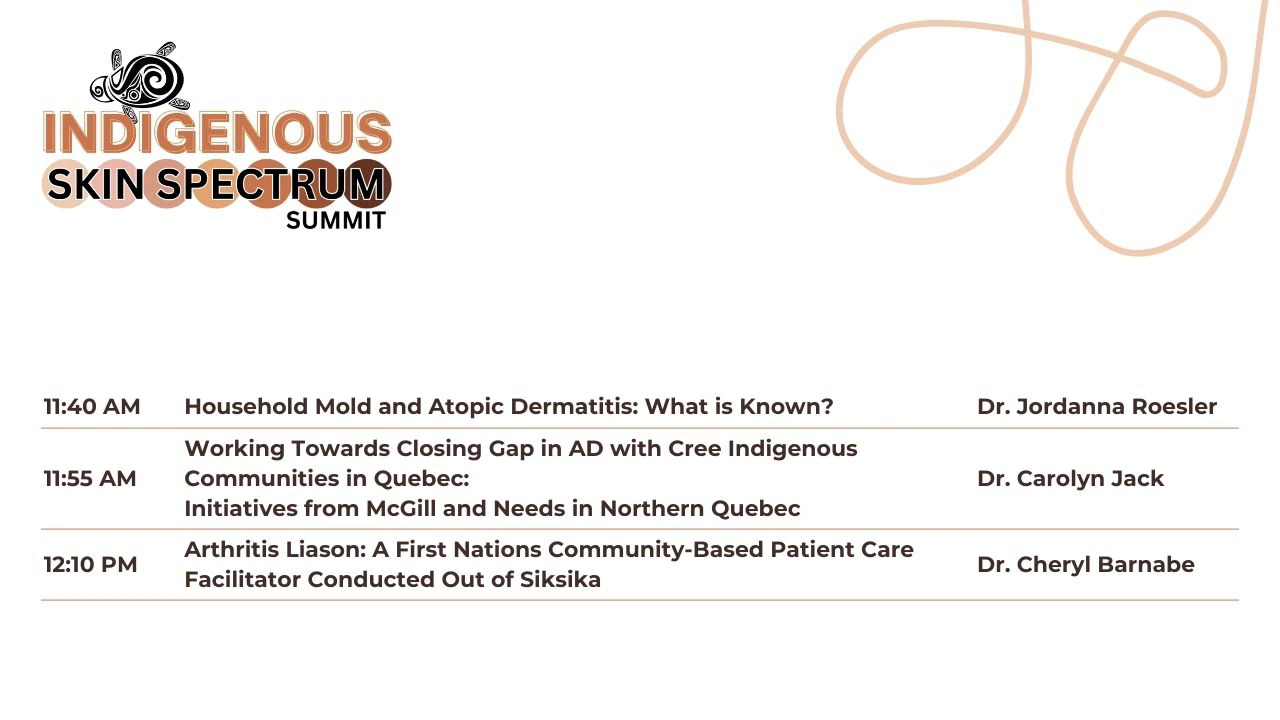 INDIGENOUS
SKIN SPECTRUM
SUMMIT
11:40 AM Household Mold and Atopic Dermatitis: What is Known? Dr. Jordanna Roesler
Working Towards Closing Gap in AD with Cree Indigenous
11:55 AM Communities in Quebec: Dr. Carolyn Jack
Initiatives from McGill and Needs in Northern Quebec
12:10 PM Arthritis Liason: A First Nations Community-Based Patient Care Dr. Cheryl Barnabe
Facilitator Conducted Out of Siksika